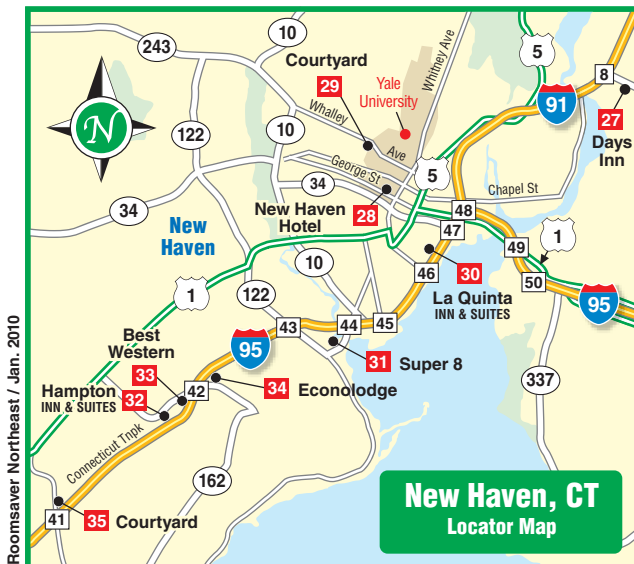 243
10
5
8
Courtyard
29
Yale
University
Whitney Ave
91
27
Days
Inn
N
122
Whalley
Ave
10
George St
5
34
Chapel St
34
New
Haven
New Haven
Hotel
28
48
47
1
49
30
46
50
La Quinta
INN & SUITES
95
1
10
122
43
44
45
Best
Western
95
31
Super 8
33
Hampton
INN & SUITES
32
42
34
Econolodge
337
Connecticut Tnpk
162
35
Courtyard
41
New Haven, CT
Locator Map
Roomsaver Northeast / Jan. 2010